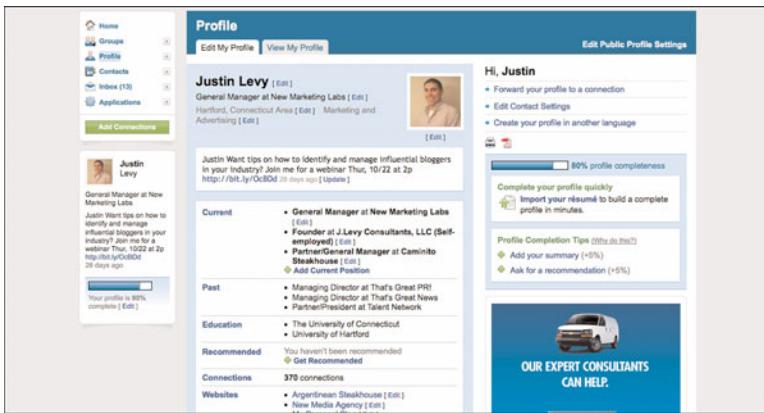 Home
Groups
Profile
Contacts
Inbox (13)
Applications
Add Connections
Justin
Levy
General Manager at New
Marketing Labs
Justin Want tips on how to
identify and manage
influential bloggers in your
industry? Join me for a
webinar Thur, 10/22 at 2p
http://bit.ly/OcBDd
28 days ago
Your profile is 80%
complete [ Edit ]
Profile
Edit My Profile View My Profile
Edit Public Profile Settings
Justin Levy [ Edit ]
General Manager at New Marketing Labs [ Edit ]
Hartford, Connecticut Area [ Edit ] Marketing and
Advertising [ Edit ]
[ Edit ]
Justin Want tips on how to identify and manage influential bloggers
in your industry? Join me for a webinar Thur, 10/22 at 2p
http://bit.ly/OcBDd 28 days ago [ Update ]
Current
• General Manager at New Marketing Labs
[ Edit ]
• Founder at J.Levy Consultants, LLC (Self-
employed) [ Edit ]
• Partner/General Manager at Caminito
Steakhouse [ Edit ]
Add Current Position
Past
• Managing Director at That's Great PR!
• Managing Director at That's Great News
• Partner/President at Talent Network
Education
• The University of Connecticut
• University of Hartford
Recommended
You haven't been recommended
Get Recommended
Connections
370 connections
Websites
• Argentinean Steakhouse [ Edit ]
• New Media Agency [ Edit ]
Hi, Justin
• Forward your profile to a connection
• Edit Contact Settings
• Create your profile in another language
80% profile completeness
Complete your profile quickly
Import your résumé to build a complete
profile in minutes.
Profile Completion Tips (Why do this?)
Add your summary (+5%)
Ask for a recommendation (+5%)
OUR EXPERT CONSULTANTS
CAN HELP.